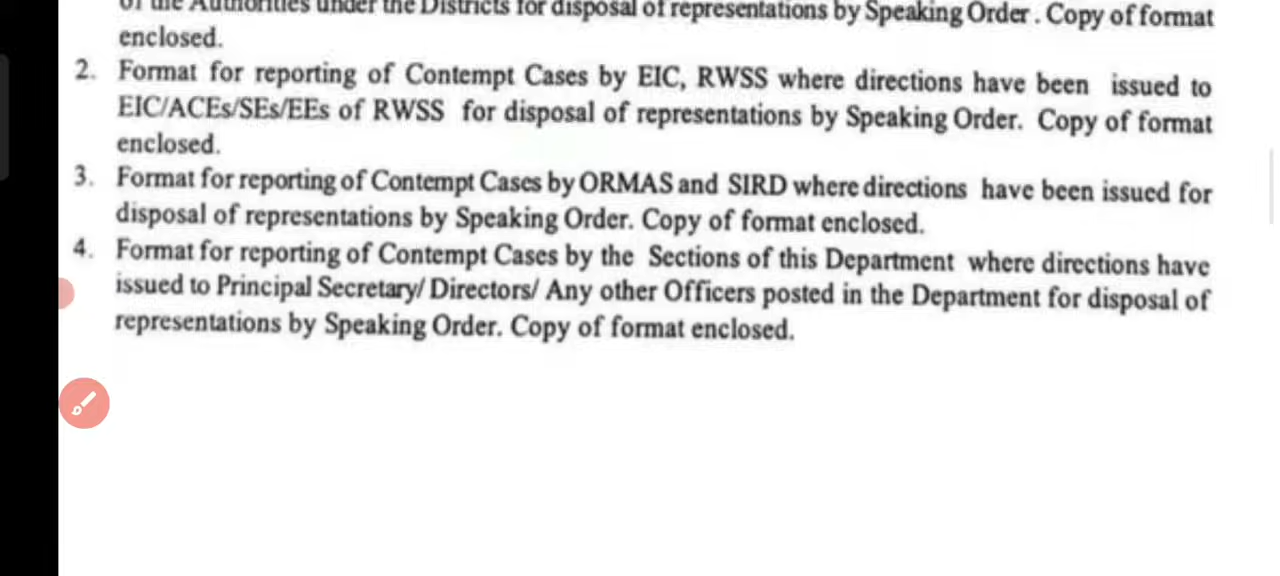 of the Authorities under the Districts for disposal of representations by Speaking Order . Copy of format
enclosed.
2. Format for reporting of Contempt Cases by EIC, RWSS where directions have been issued to
EIC/ACEs/SEs/EEs of RWSS for disposal of representations by Speaking Order. Copy of format
enclosed.
3. Format for reporting of Contempt Cases by ORMAS and SIRD where directions have been issued for
disposal of representations by Speaking Order. Copy of format enclosed.
4. Format for reporting of Contempt Cases by the Sections of this Department where directions have
issued to Principal Secretary/ Directors/ Any other Officers posted in the Department for disposal of
representations by Speaking Order. Copy of format enclosed.